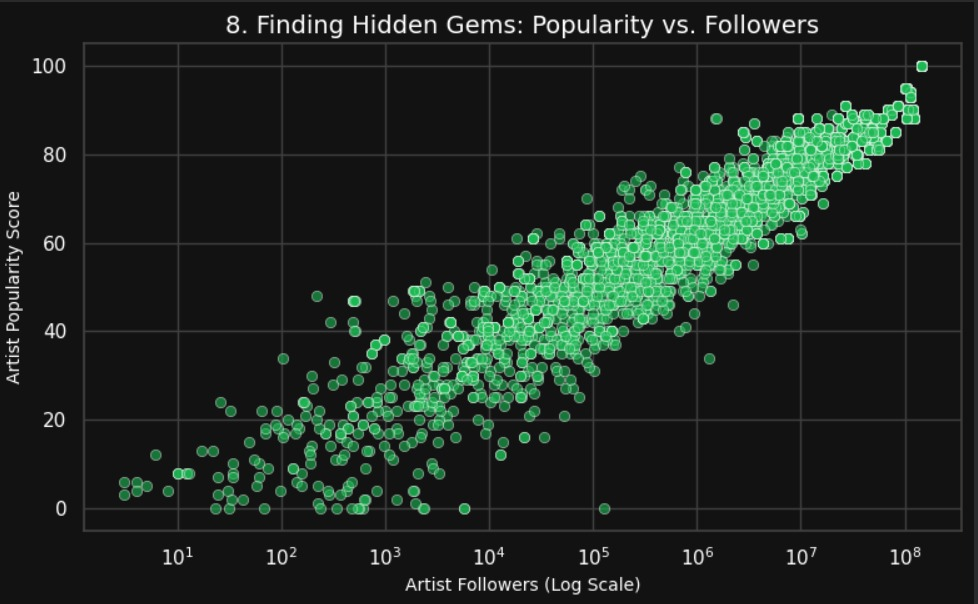 8. Finding Hidden Gems: Popularity vs. Followers
Artist Popularity Score
100
80
60
40
20
0
10¹ 10² 10³ 10⁴ 10⁵ 10⁶ 10⁷ 10⁸
Artist Followers (Log Scale)